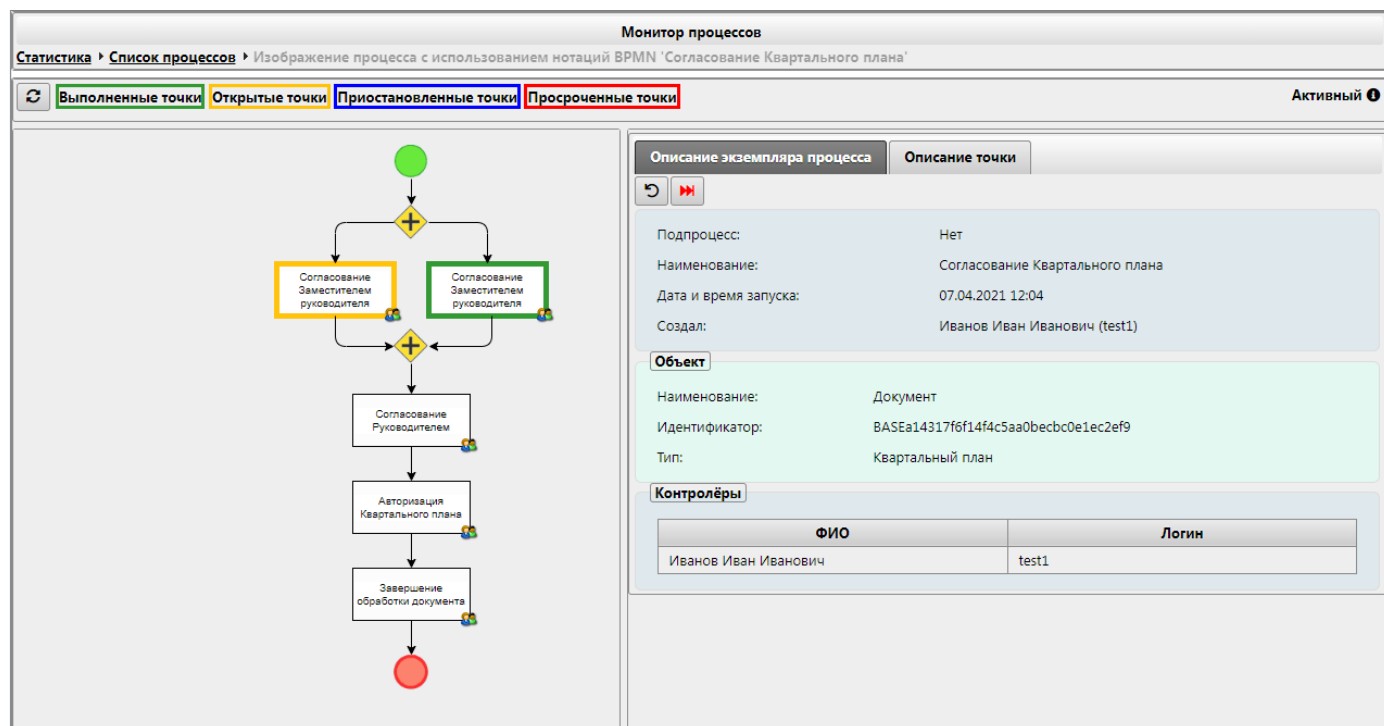 Монитор процессов
Статистика Список процессов Изображение процесса с использованием нотаций BPMN 'Согласование Квартального плана'
Выполненные точки Открытые точки Приостановленные точки Просроченные точки Активный
Согласование
Заместителем
руководителя
Согласование
Заместителем
руководителя
Согласование
Руководителем
Авторизация
Квартального плана
Завершение
обработки документа
Описание экземпляра процесса Описание точки
Подпроцесс: Нет
Наименование: Согласование Квартального плана
Дата и время запуска: 07.04.2021 12:04
Создал: Иванов Иван Иванович (test1)
Объект
Наименование: Документ
Идентификатор: BASEa14317f6f14f4c5aa0becbc0e1ec2ef9
Тип: Квартальный план
Контролёры
ФИО Логин
Иванов Иван Иванович test1